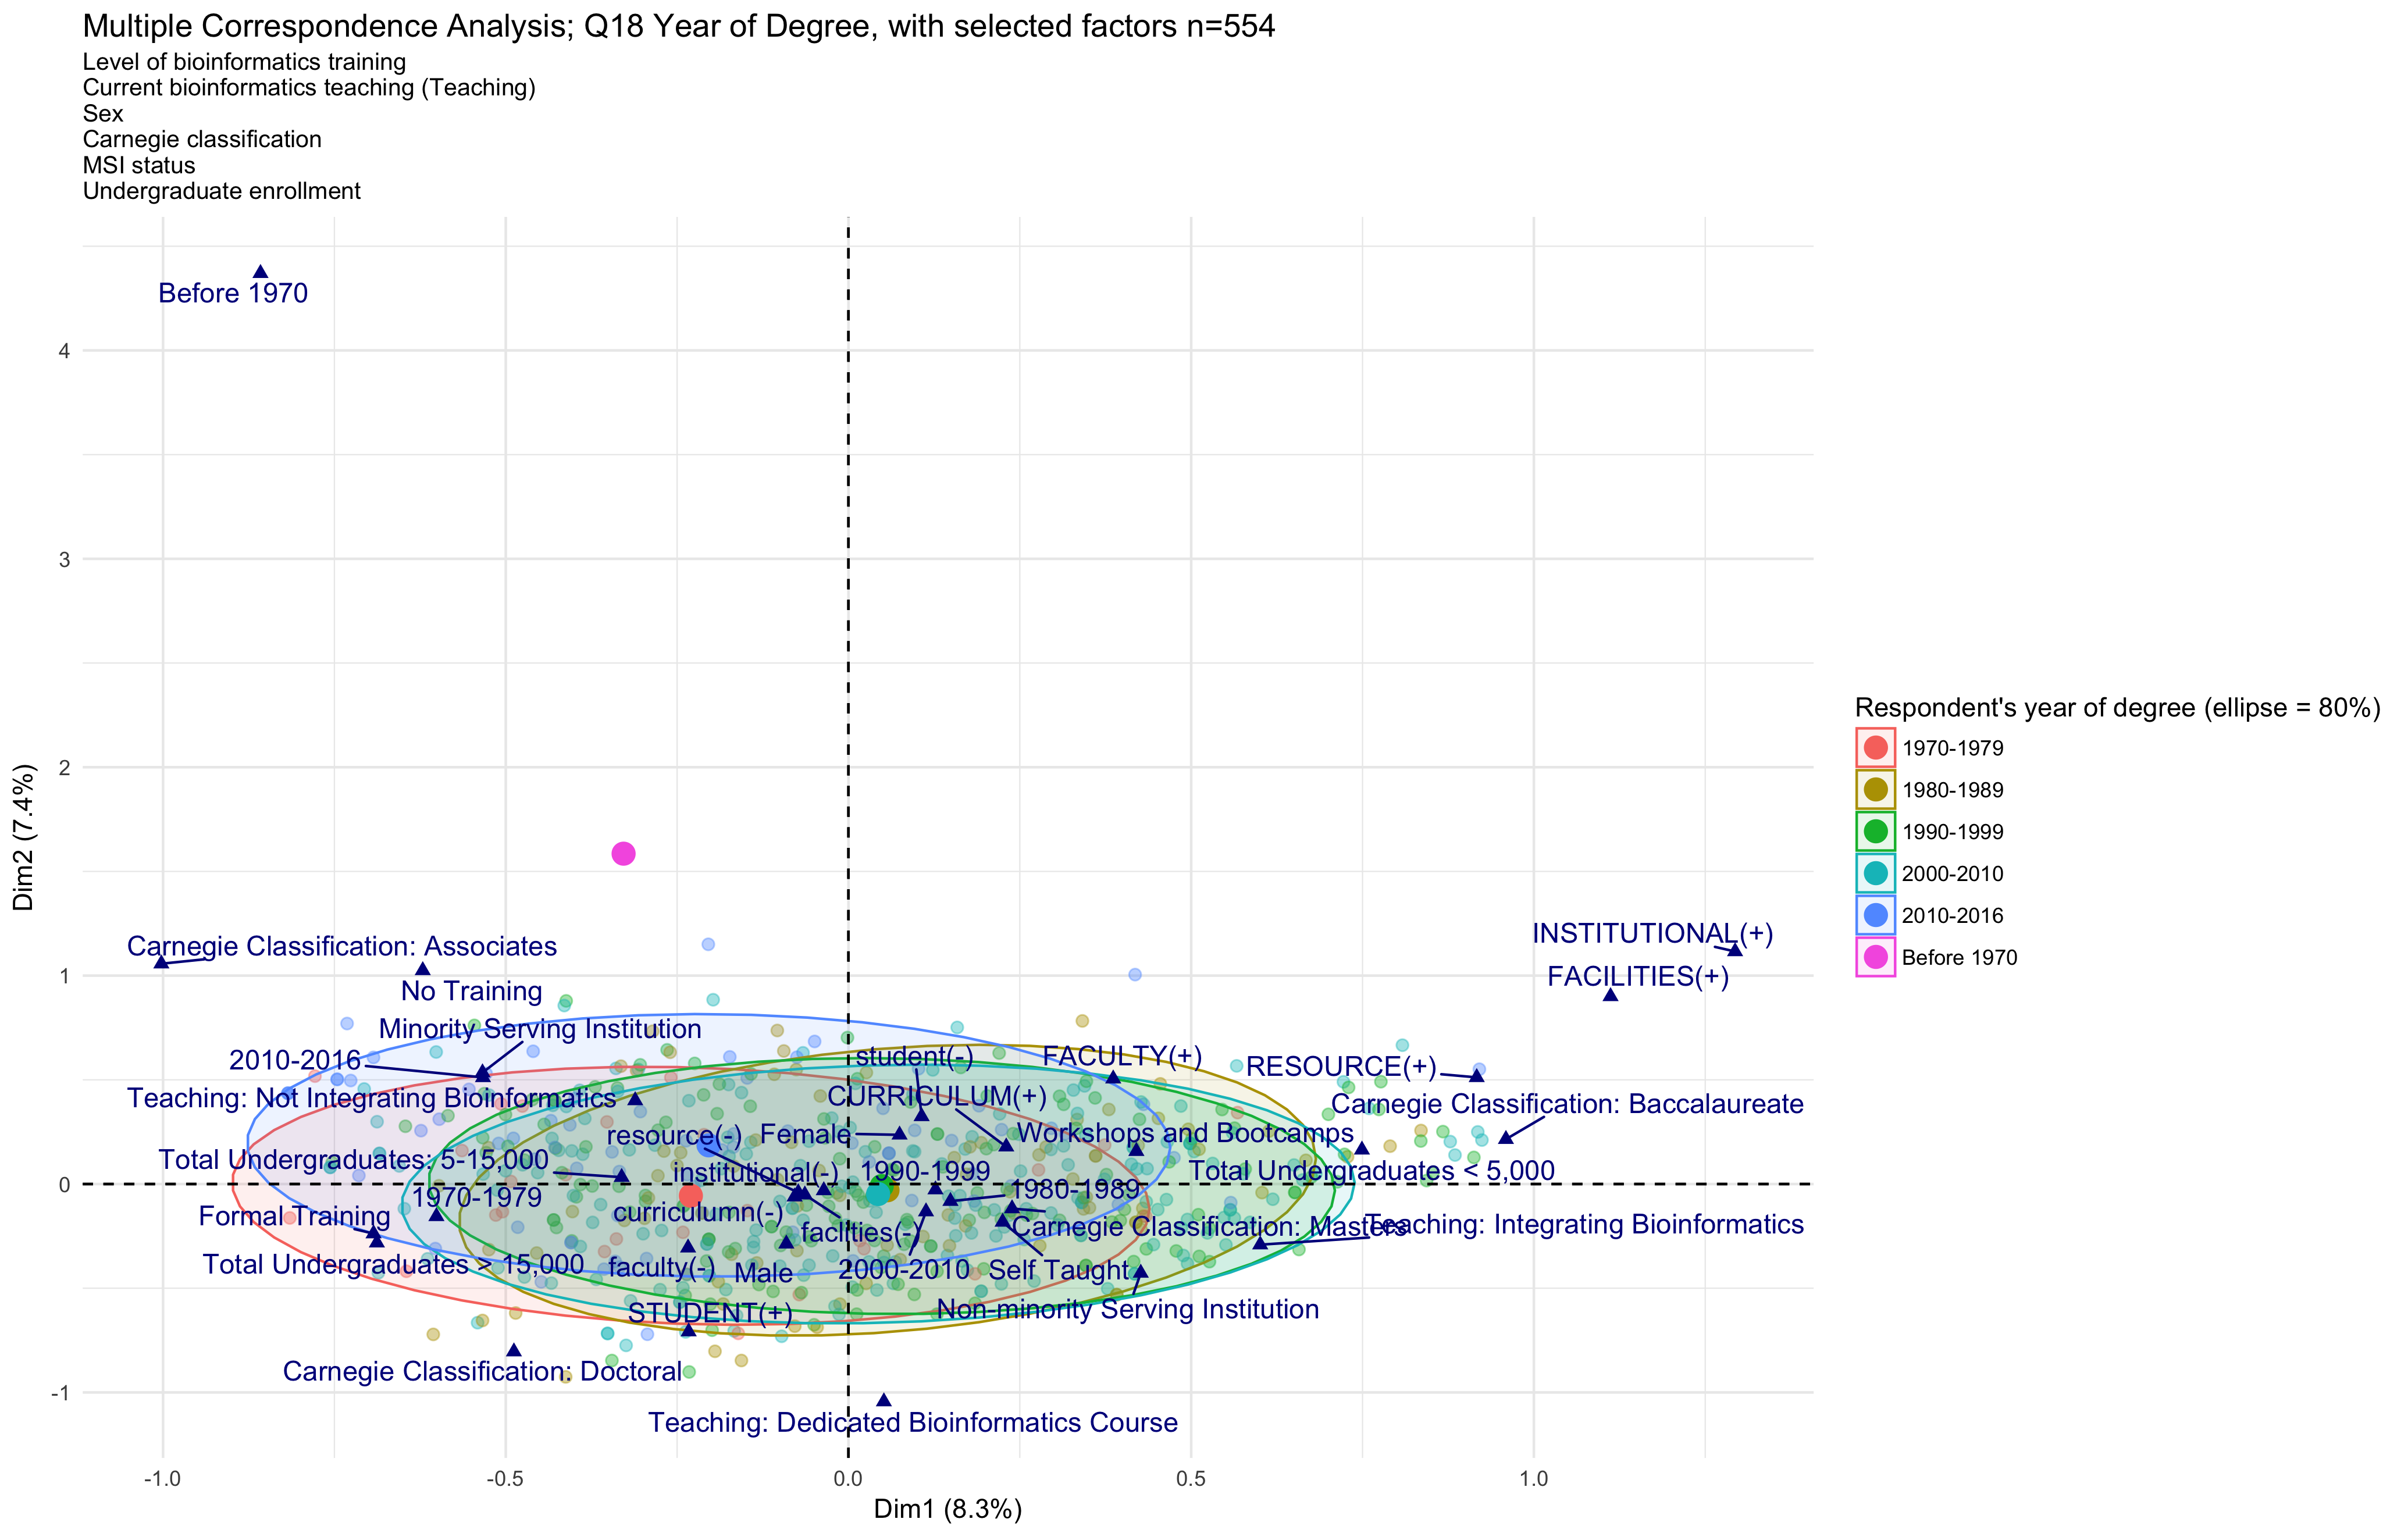 Multiple Correspondence Analysis; Q18 Year of Degree, with selected factors n=554
Level of bioinformatics training
Current bioinformatics teaching (Teaching)
Sex
Carnegie classification
MSI status
Undergraduate enrollment
Before 1970
4
3
2
1
0
-1
Dim2 (7.4%)
INSTITUTIONAL(+)
Carnegie Classification: Associates
FACILITIES(+)
No Training
Minority Serving Institution
2010-2016
student(-)
FACULTY(+)
RESOURCE(+)
Teaching: Not Integrating Bioinformatics
CURRICULUM(+)
Carnegie Classification: Baccalaureate
resource(-)
Female
Workshops and Bootcamps
Total Undergraduates: 5-15,000
institutional(-)
1990-1999
Total Undergraduates < 5,000
1970-1979
1980-1989
Formal Training
curriculumn(-)
facilties(-)
Carnegie Classification: Masters
Teaching: Integrating Bioinformatics
Total Undergraduates > 15,000
faculty(-)
Male
2000-2010
Self Taught
STUDENT(+)
Non-minority Serving Institution
Carnegie Classification: Doctoral
Teaching: Dedicated Bioinformatics Course
-1.0
-0.5
0.0
0.5
1.0
Dim1 (8.3%)
Respondent's year of degree (ellipse = 80%)
1970-1979
1980-1989
1990-1999
2000-2010
2010-2016
Before 1970